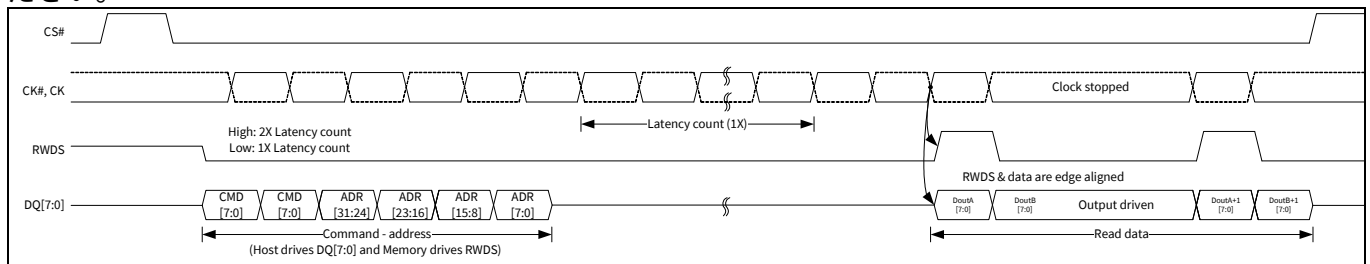 ださい。
CS#
CK#, CK
Clock stopped
Latency count (1X)
High: 2X Latency count
Low: 1X Latency count
RWDS
RWDS & data are edge aligned
DQ[7:0]
CMD
[7:0]
CMD
[7:0]
ADR
[31:24]
ADR
[23:16]
ADR
[15:8]
ADR
[7:0]
DoutA
[7:0]
DoutB
[7:0]
Output driven
DoutA+1
[7:0]
DoutB+1
[7:0]
Command - address
(Host drives DQ[7:0] and Memory drives RWDS)
Read data